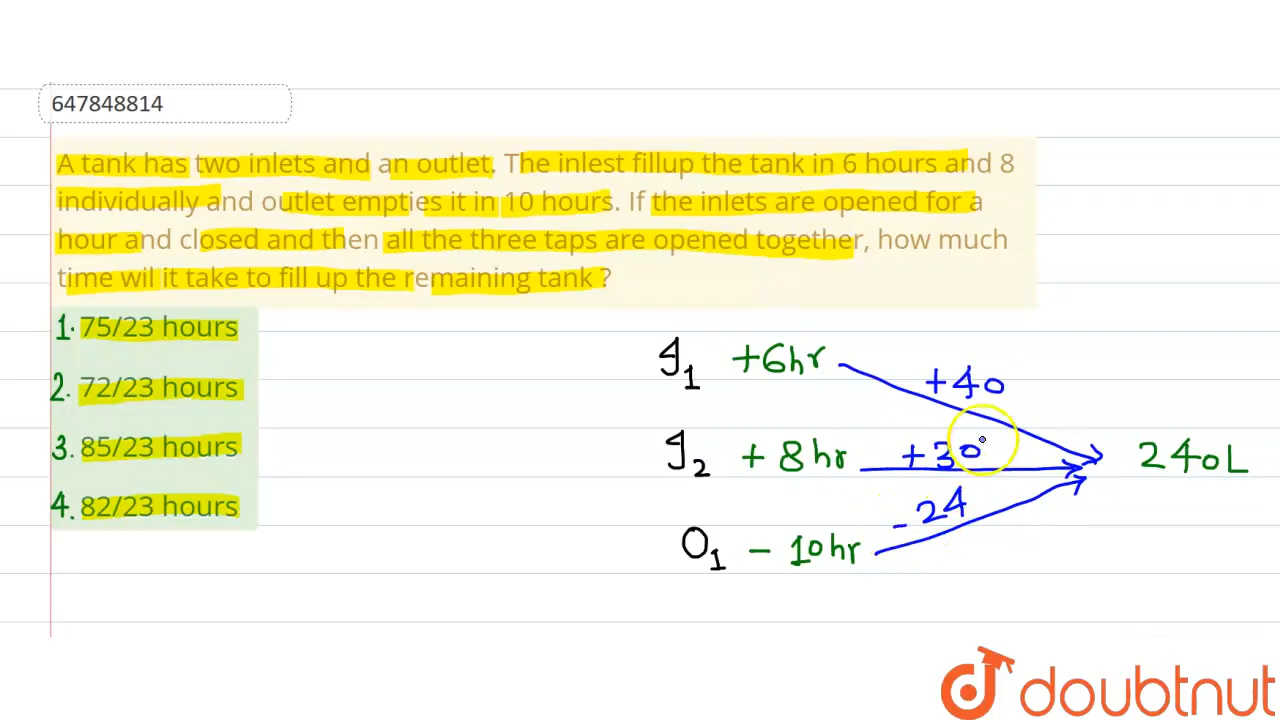 647848814
A tank has two inlets and an outlet. The inlest fillup the tank in 6 hours and 8
individually and outlet empties it in 10 hours. If the inlets are opened for a
hour and closed and then all the three taps are opened together, how much
time wil it take to fill up the remaining tank ?
1. 75/23 hours
2. 72/23 hours
3. 85/23 hours
4. 82/23 hours
I1 +6hr +40
I2 +8hr +30 240L
O1 - 10hr -24
doubtnut